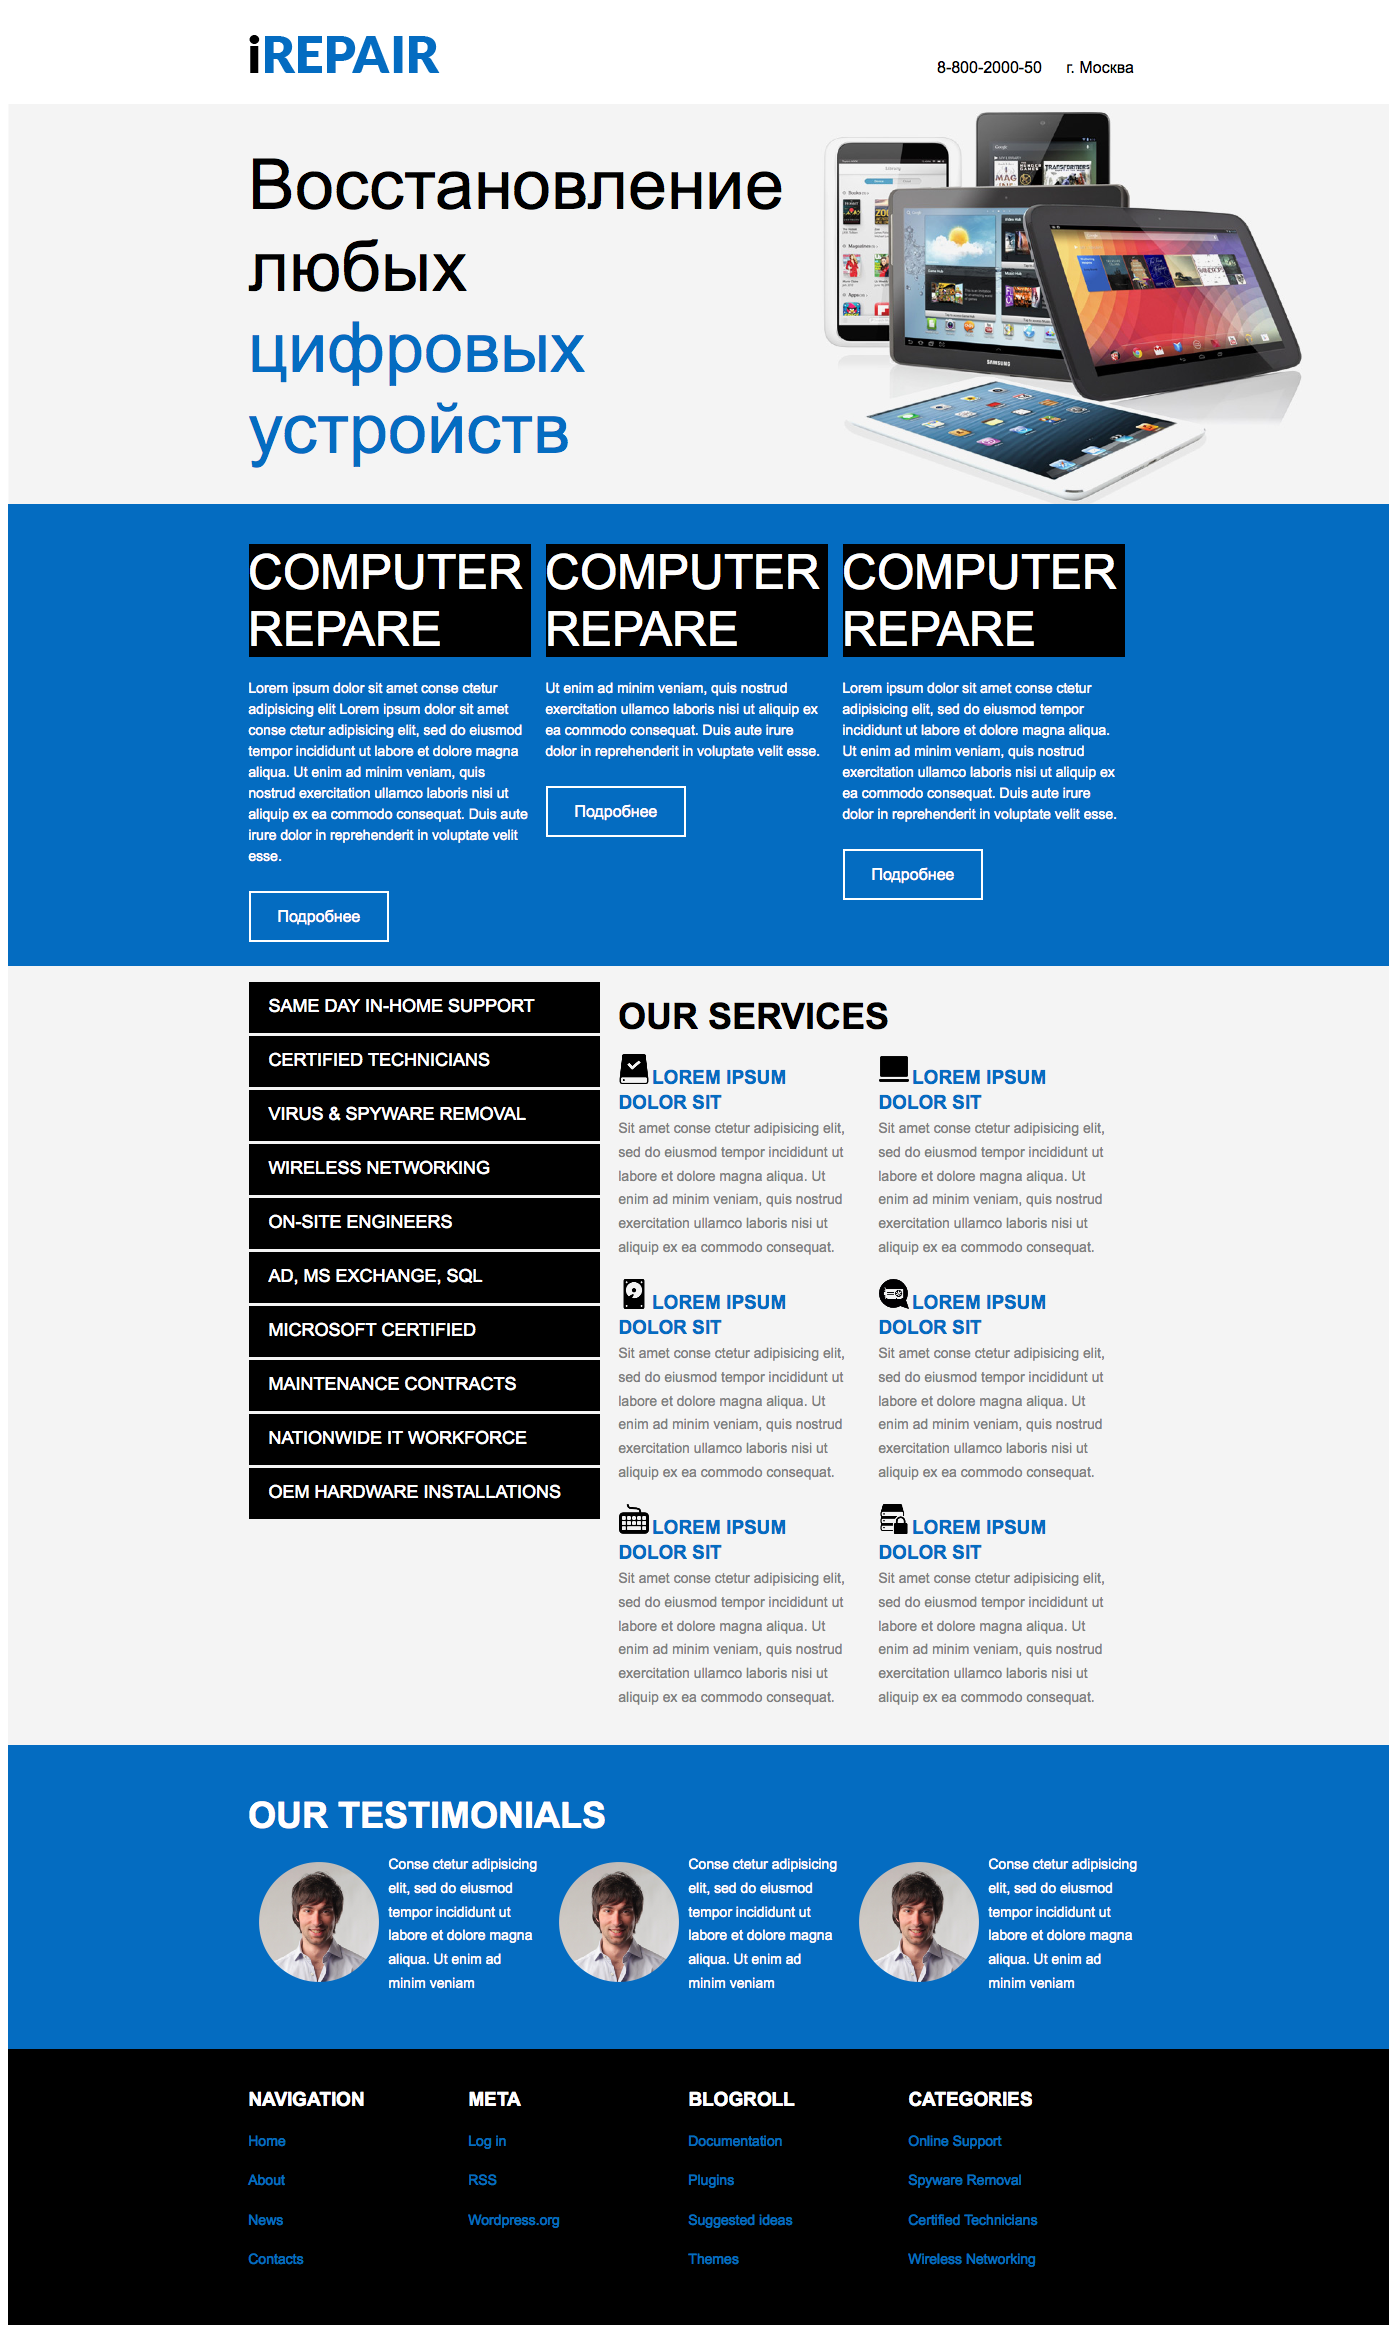 iREPAIR
8-800-2000-50 г. Москва
Восстановление
любых
цифровых
устройств
SAMSUNG
COMPUTER
REPARE
Lorem ipsum dolor sit amet conse ctetur
adipisicing elit Lorem ipsum dolor sit amet
conse ctetur adipisicing elit, sed do eiusmod
tempor incididunt ut labore et dolore magna
aliqua. Ut enim ad minim veniam, quis
nostrud exercitation ullamco laboris nisi ut
aliquip ex ea commodo consequat. Duis aute
irure dolor in reprehenderit in voluptate velit
esse.
Подробнее
COMPUTER
REPARE
Ut enim ad minim veniam, quis nostrud
exercitation ullamco laboris nisi ut aliquip ex
ea commodo consequat. Duis aute irure
dolor in reprehenderit in voluptate velit esse.
Подробнее
COMPUTER
REPARE
Lorem ipsum dolor sit amet conse ctetur
adipisicing elit, sed do eiusmod tempor
incididunt ut labore et dolore magna aliqua.
Ut enim ad minim veniam, quis nostrud
exercitation ullamco laboris nisi ut aliquip ex
ea commodo consequat. Duis aute irure
dolor in reprehenderit in voluptate velit esse.
Подробнее
SAME DAY IN-HOME SUPPORT
CERTIFIED TECHNICIANS
VIRUS & SPYWARE REMOVAL
WIRELESS NETWORKING
ON-SITE ENGINEERS
AD, MS EXCHANGE, SQL
MICROSOFT CERTIFIED
MAINTENANCE CONTRACTS
NATIONWIDE IT WORKFORCE
OEM HARDWARE INSTALLATIONS
OUR SERVICES
LOREM IPSUM
DOLOR SIT
Sit amet conse ctetur adipisicing elit,
sed do eiusmod tempor incididunt ut
labore et dolore magna aliqua. Ut
enim ad minim veniam, quis nostrud
exercitation ullamco laboris nisi ut
aliquip ex ea commodo consequat.
LOREM IPSUM
DOLOR SIT
Sit amet conse ctetur adipisicing elit,
sed do eiusmod tempor incididunt ut
labore et dolore magna aliqua. Ut
enim ad minim veniam, quis nostrud
exercitation ullamco laboris nisi ut
aliquip ex ea commodo consequat.
LOREM IPSUM
DOLOR SIT
Sit amet conse ctetur adipisicing elit,
sed do eiusmod tempor incididunt ut
labore et dolore magna aliqua. Ut
enim ad minim veniam, quis nostrud
exercitation ullamco laboris nisi ut
aliquip ex ea commodo consequat.
LOREM IPSUM
DOLOR SIT
Sit amet conse ctetur adipisicing elit,
sed do eiusmod tempor incididunt ut
labore et dolore magna aliqua. Ut
enim ad minim veniam, quis nostrud
exercitation ullamco laboris nisi ut
aliquip ex ea commodo consequat.
LOREM IPSUM
DOLOR SIT
Sit amet conse ctetur adipisicing elit,
sed do eiusmod tempor incididunt ut
labore et dolore magna aliqua. Ut
enim ad minim veniam, quis nostrud
exercitation ullamco laboris nisi ut
aliquip ex ea commodo consequat.
LOREM IPSUM
DOLOR SIT
Sit amet conse ctetur adipisicing elit,
sed do eiusmod tempor incididunt ut
labore et dolore magna aliqua. Ut
enim ad minim veniam, quis nostrud
exercitation ullamco laboris nisi ut
aliquip ex ea commodo consequat.
OUR TESTIMONIALS
Conse ctetur adipisicing
elit, sed do eiusmod
tempor incididunt ut
labore et dolore magna
aliqua. Ut enim ad
minim veniam
Conse ctetur adipisicing
elit, sed do eiusmod
tempor incididunt ut
labore et dolore magna
aliqua. Ut enim ad
minim veniam
Conse ctetur adipisicing
elit, sed do eiusmod
tempor incididunt ut
labore et dolore magna
aliqua. Ut enim ad
minim veniam
NAVIGATION
Home
About
News
Contacts
META
Log in
RSS
Wordpress.org
BLOGROLL
Documentation
Plugins
Suggested ideas
Themes
CATEGORIES
Online Support
Spyware Removal
Certified Technicians
Wireless Networking